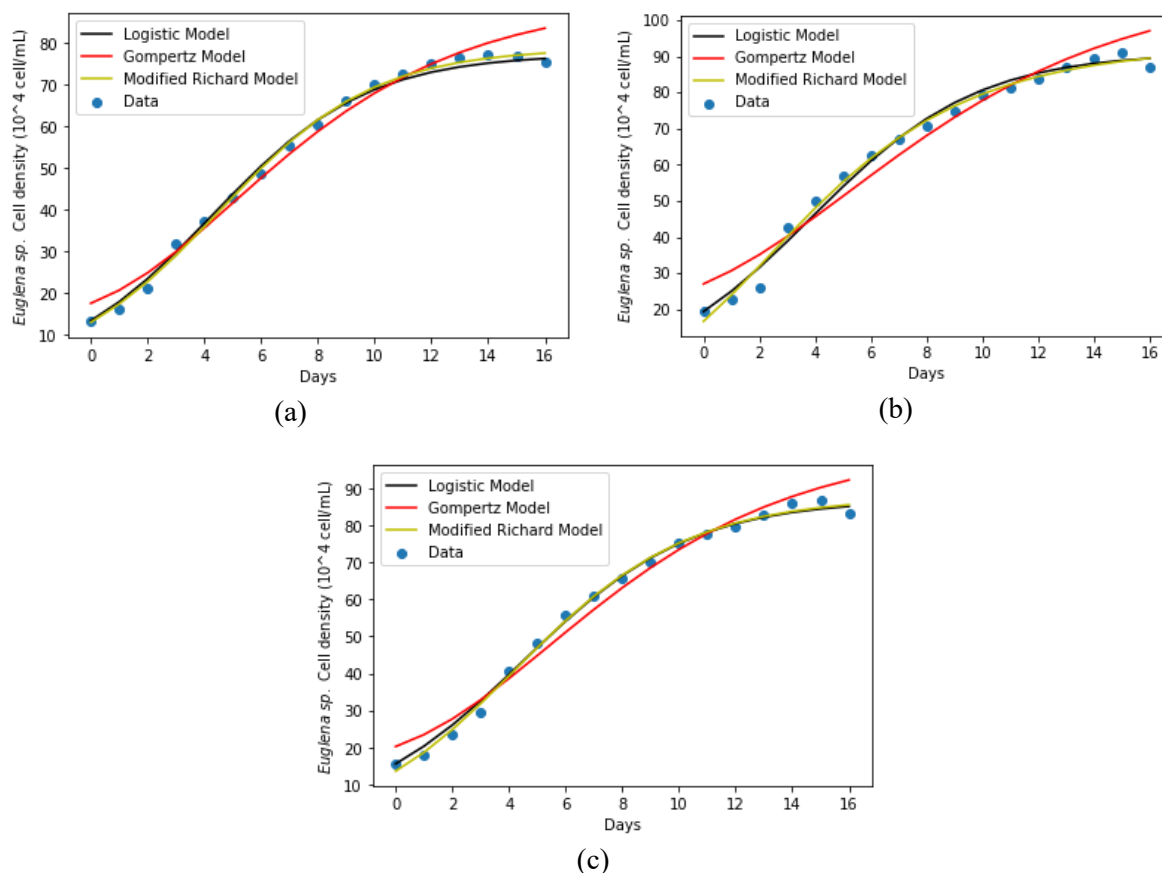 Logistic Model
Gompertz Model
Modified Richard Model
Data
80
70
60
50
40
30
20
10
Euglena sp. Cell density (10^4 cell/mL)
0 2 4 6 8 10 12 14 16
Days
(a)
Logistic Model
Gompertz Model
Modified Richard Model
Data
100
90
80
70
60
50
40
30
20
Euglena sp. Cell density (10^4 cell/mL)
0 2 4 6 8 10 12 14 16
Days
(b)
Logistic Model
Gompertz Model
Modified Richard Model
Data
90
80
70
60
50
40
30
20
10
Euglena sp. Cell density (10^4 cell/mL)
0 2 4 6 8 10 12 14 16
Days
(c)